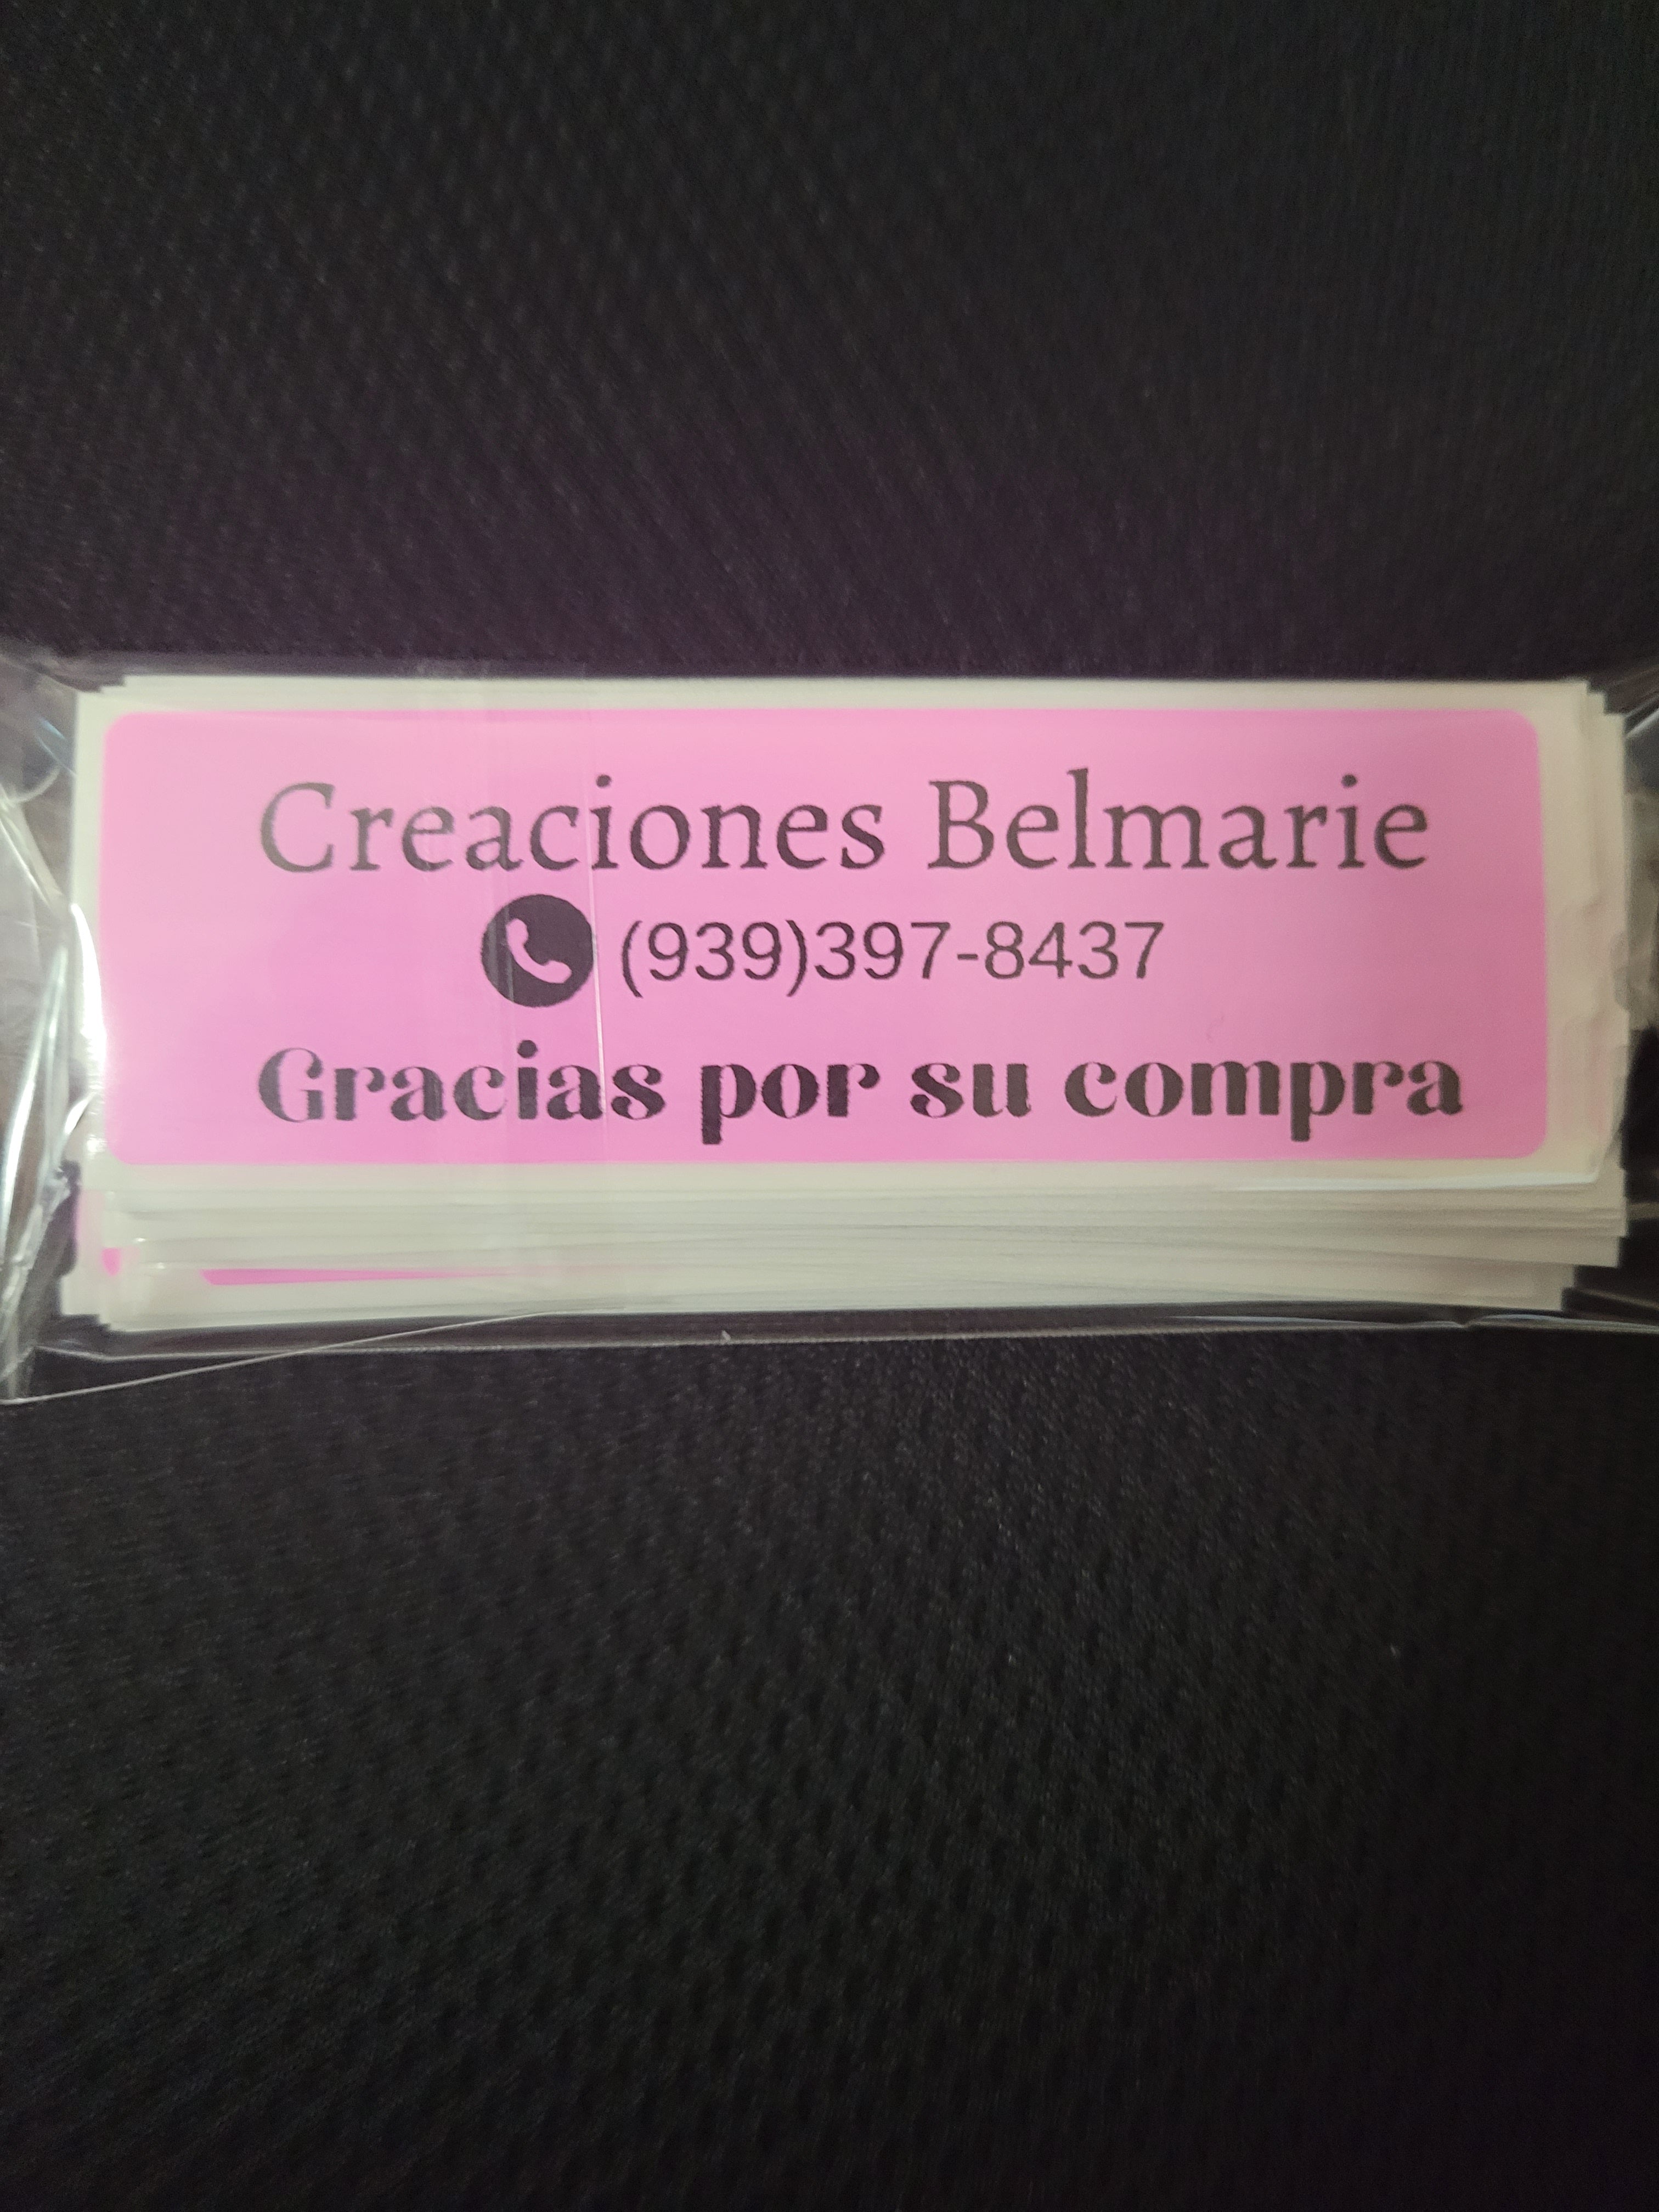 Creaciones Belmarie
(939)397-8437
Gracias por su compra